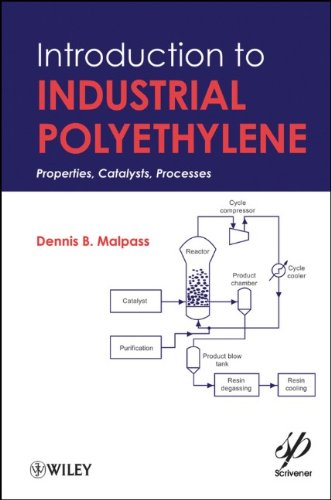 Introduction to
INDUSTRIAL
POLYETHYLENE
Properties, Catalysts, Processes
Dennis B. Malpass
Cycle
compressor
Reactor
Cycle
cooler
Product
chamber
Catalyst
Purification
Product blow
tank
Resin
degassing
Resin
cooling
WILEY
Scrivener